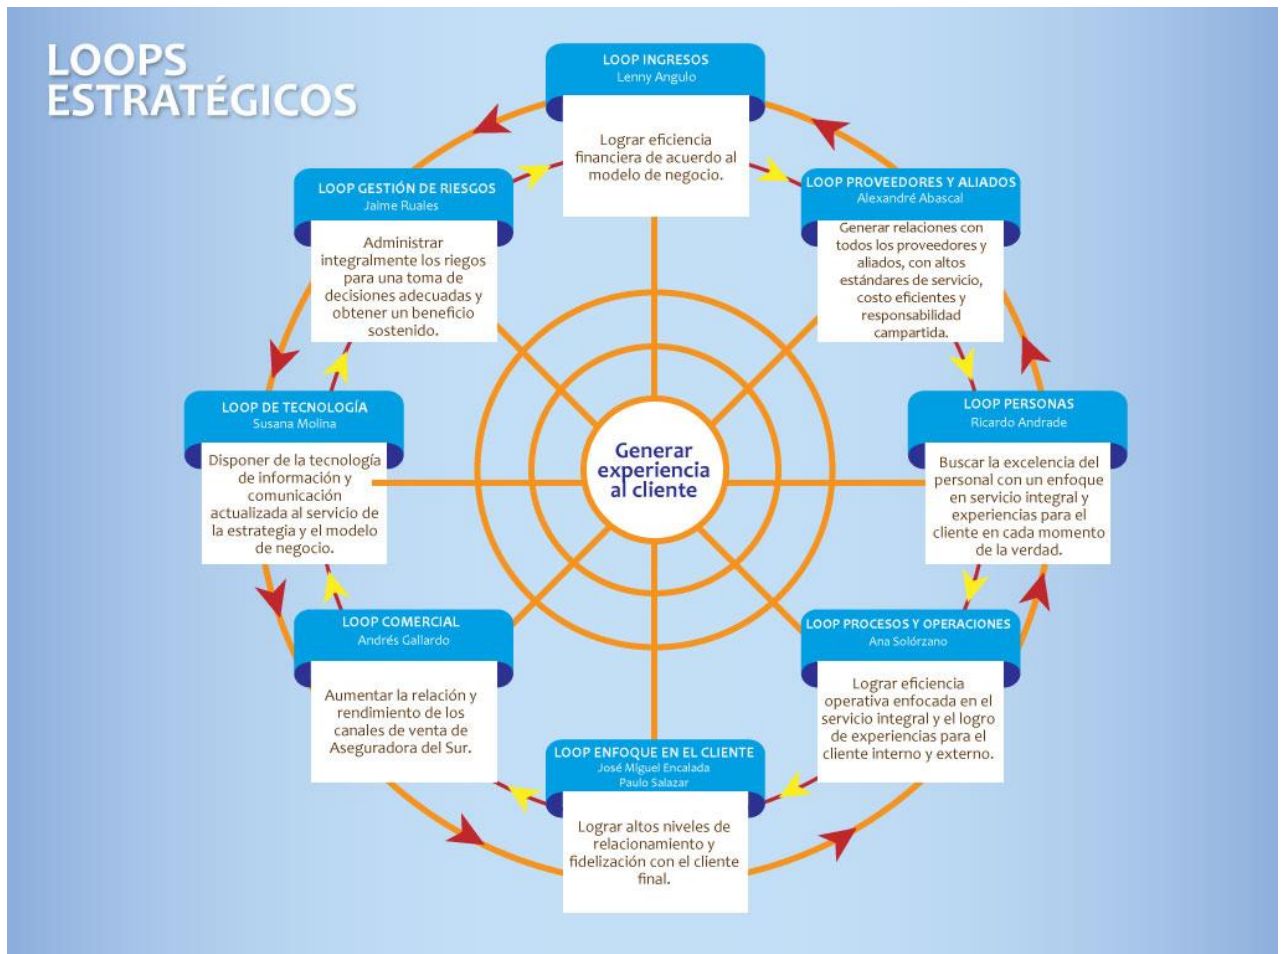 LOOPS
ESTRATÉGICOS
LOOP INGRESOS
Lenny Angulo
Lograr eficiencia
financiera de acuerdo al
modelo de negocio.
LOOP GESTIÓN DE RIESGOS
Jaime Ruales
Administrar
integralmente los riegos
para una toma de
decisiones adecuadas y
obtener un beneficio
sostenido.
LOOP PROVEEDORES Y ALIADOS
Alexandré Abascal
Generar relaciones con
todos los proveedores y
aliados, con altos
estándares de servicio,
costo eficientes y
responsabilidad
campartida.
LOOP DE TECNOLOGÍA
Susana Molina
Disponer de la tecnología
de información y
comunicación
actualizada al servicio de
la estrategia y el modelo
de negocio.
Generar
experiencia
al cliente
LOOP PERSONAS
Ricardo Andrade
Buscar la excelencia del
personal con un enfoque
en servicio integral y
experiencias para el
cliente en cada momento
de la verdad.
LOOP COMERCIAL
Andrés Gallardo
Aumentar la relación y
rendimiento de los
canales de venta de
Aseguradora del Sur.
LOOP PROCESOS Y OPERACIONES
Ana Solórzano
Lograr eficiencia
operativa enfocada en el
servicio integral y el logro
de experiencias para el
cliente interno y externo.
LOOP ENFOQUE EN EL CLIENTE
José Miguel Encalada
Paulo Salazar
Lograr altos niveles de
relacionamiento y
fidelización con el cliente
final.